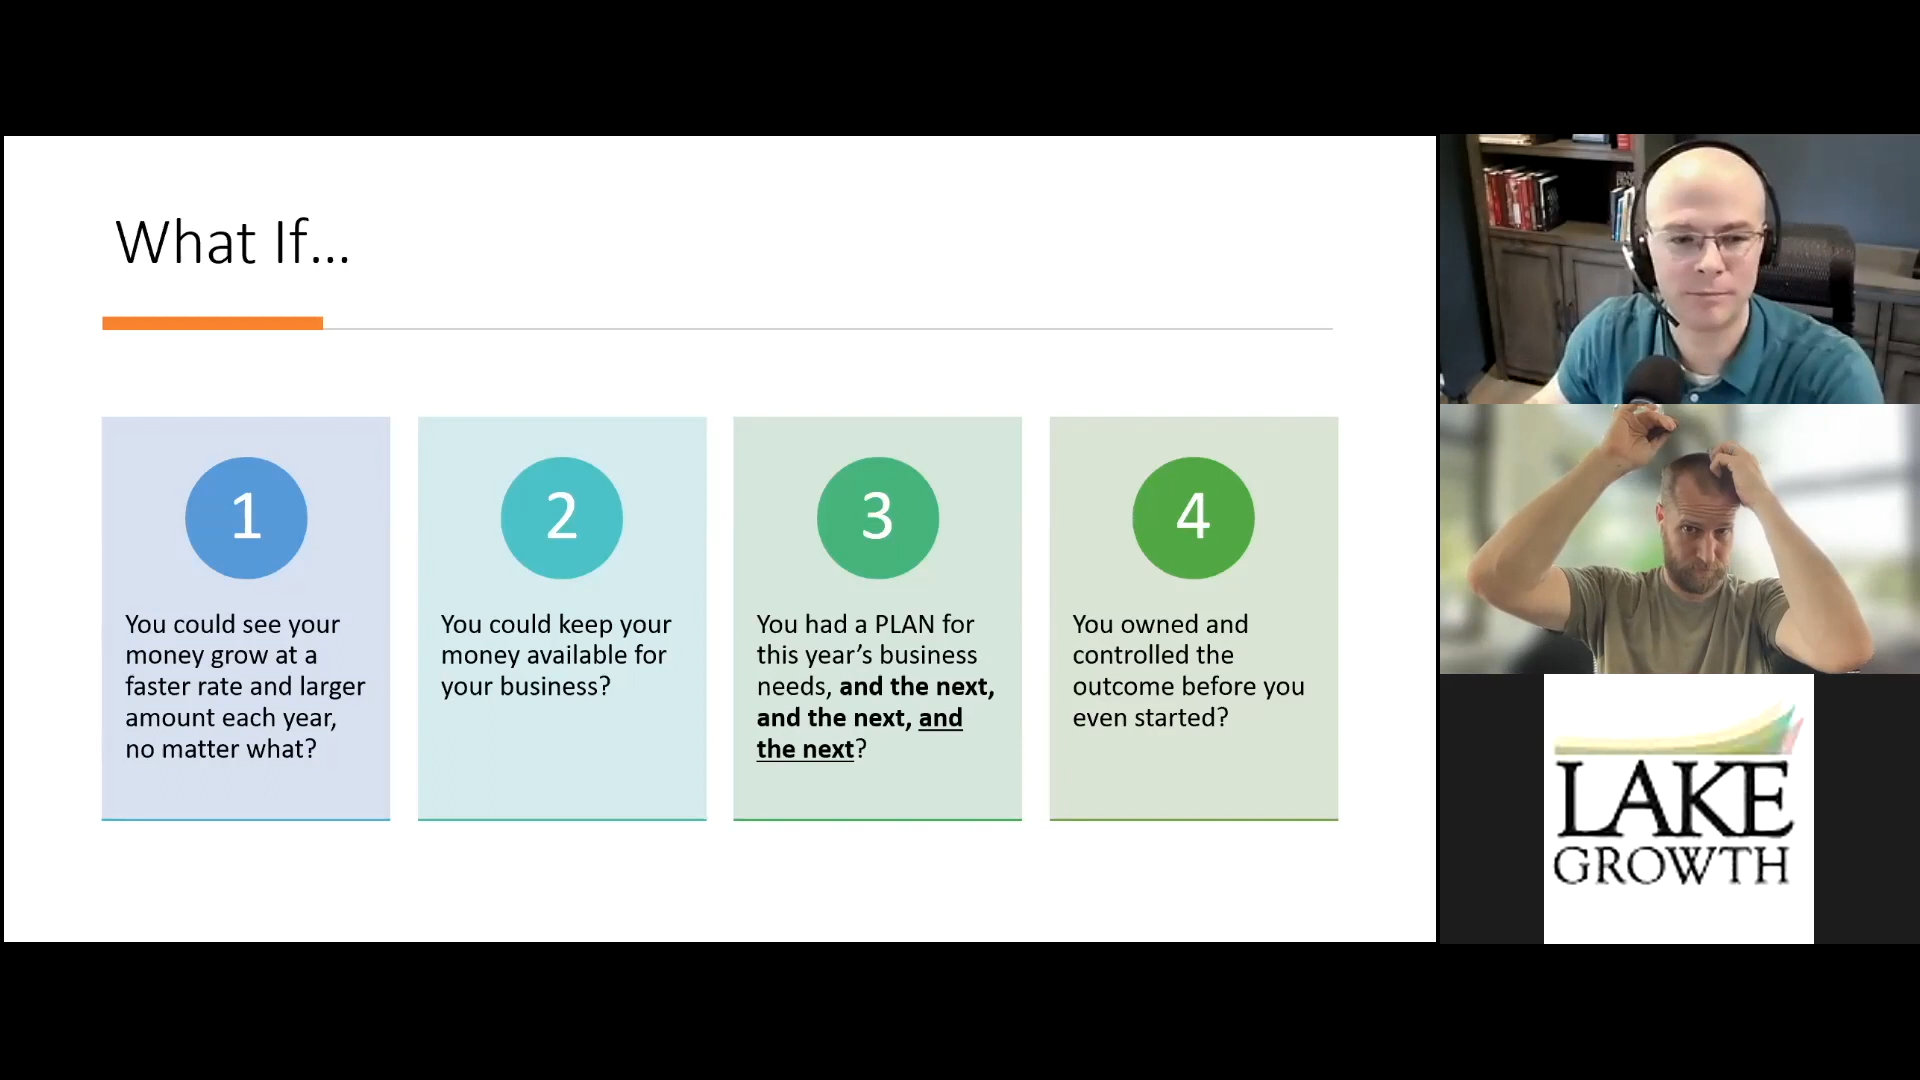 What If...
1
You could see your
money grow at a
faster rate and larger
amount each year,
no matter what?
2
You could keep your
money available for
your business?
3
You had a PLAN for
this year's business
needs, and the next,
and the next, and
the next?
4
You owned and
controlled the
outcome before you
even started?
LAKE
GROWTH